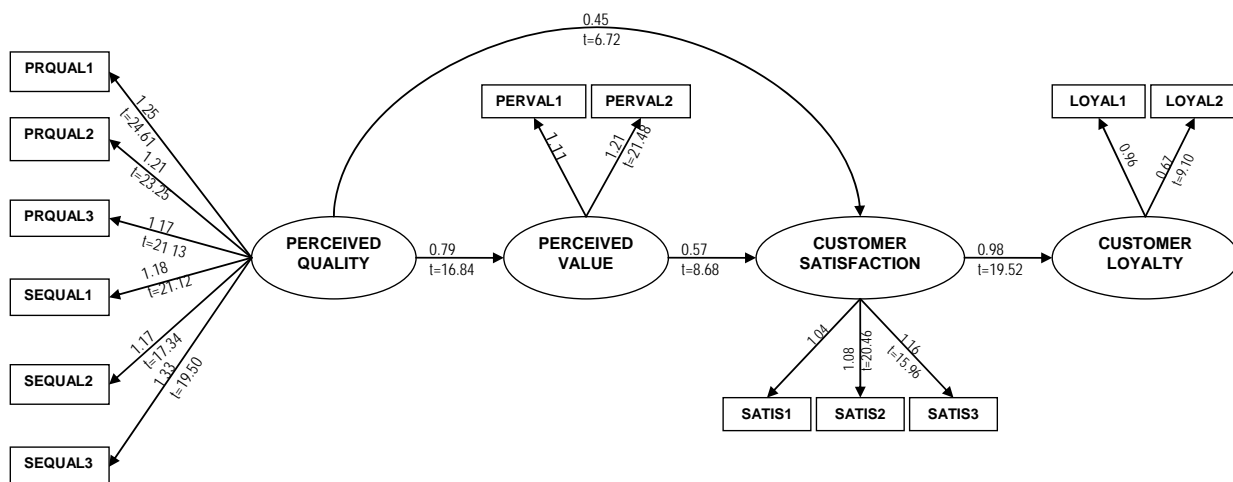 0.45
t=6.72
PRQUAL1
PRQUAL2
PRQUAL3
SEQUAL1
SEQUAL2
SEQUAL3
1.25
t=24.61
1.21
t=23.25
1.17
t=21 13
1.18
t=21.12
1.17
t=17.34
1.33
t=19.50
PERCEIVED
QUALITY
0.79
t=16.84
PERVAL1
PERVAL2
1.11
1.21
t=21.48
PERCEIVED
VALUE
0.57
t=8.68
CUSTOMER
SATISFACTION
1.04
1.08
t=20.46
1.16
t=15.96
SATIS1
SATIS2
SATIS3
0.98
t=19.52
LOYAL1
LOYAL2
0.96
0.67
t=9.10
CUSTOMER
LOYALTY